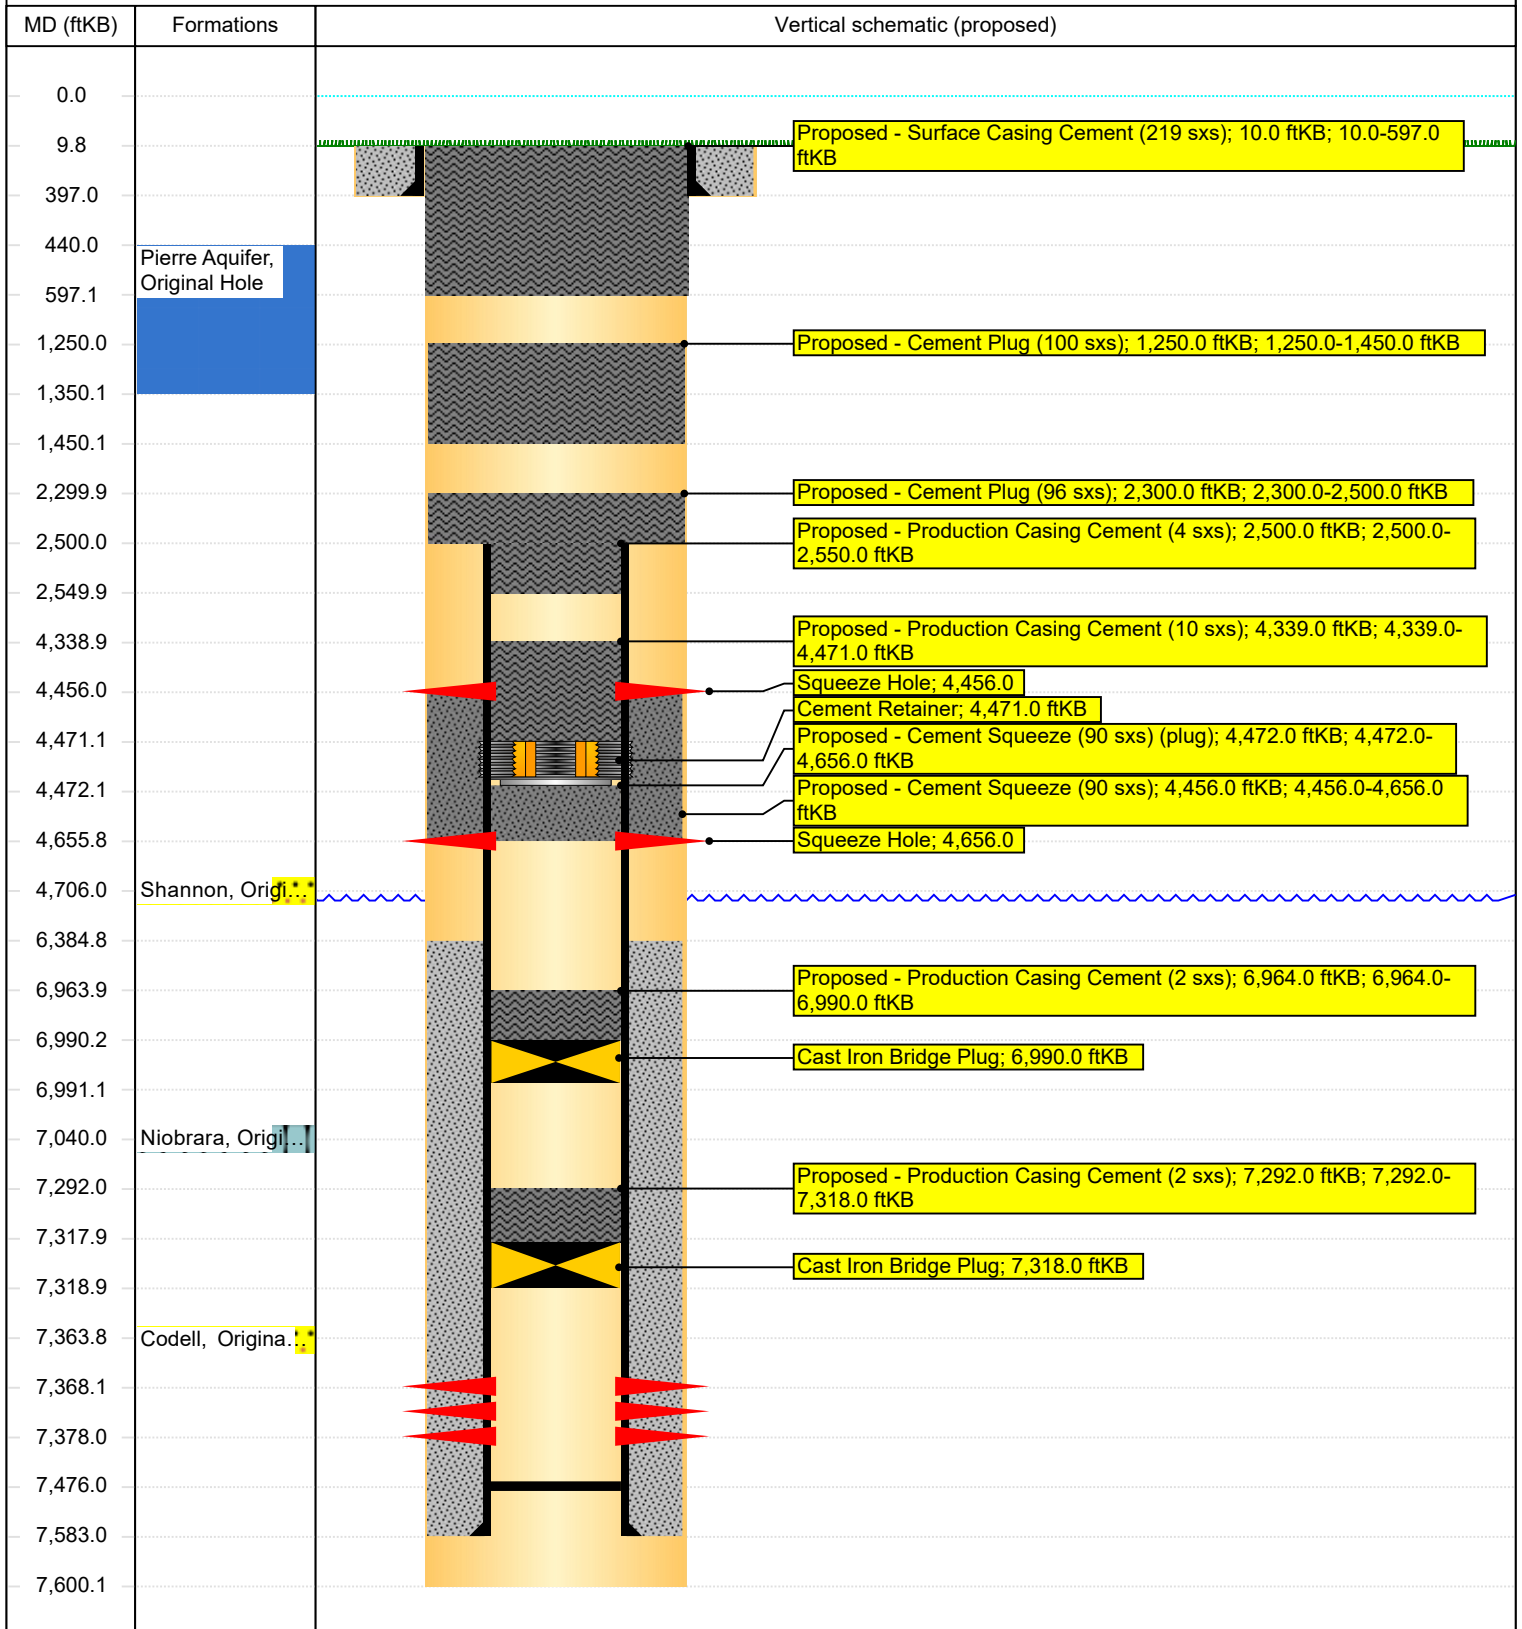 MD (ftKB)
Formations
Vertical schematic (proposed)
0.0
9.8
397.0
440.0
597.1
1,250.0
1,350.1
1,450.1
2,299.9
2,500.0
2,549.9
4,338.9
4,456.0
4,471.1
4,472.1
4,655.8
4,706.0
6,384.8
6,963.9
6,990.2
6,991.1
7,040.0
7,292.0
7,317.9
7,318.9
7,363.8
7,368.1
7,378.0
7,476.0
7,583.0
7,600.1
Pierre Aquifer,
Original Hole
Shannon, Origi...
Niobrara, Origi...
Codell,  Origina...
Proposed - Surface Casing Cement (219 sxs); 10.0 ftKB; 10.0-597.0
ftKB
Proposed - Cement Plug (100 sxs); 1,250.0 ftKB; 1,250.0-1,450.0 ftKB
Proposed - Cement Plug (96 sxs); 2,300.0 ftKB; 2,300.0-2,500.0 ftKB
Proposed - Production Casing Cement (4 sxs); 2,500.0 ftKB; 2,500.0-
2,550.0 ftKB
Proposed - Production Casing Cement (10 sxs); 4,339.0 ftKB; 4,339.0-
4,471.0 ftKB
Squeeze Hole; 4,456.0
Cement Retainer; 4,471.0 ftKB
Proposed - Cement Squeeze (90 sxs) (plug); 4,472.0 ftKB; 4,472.0-
4,656.0 ftKB
Proposed - Cement Squeeze (90 sxs); 4,456.0 ftKB; 4,456.0-4,656.0
ftKB
Squeeze Hole; 4,656.0
Proposed - Production Casing Cement (2 sxs); 6,964.0 ftKB; 6,964.0-
6,990.0 ftKB
Cast Iron Bridge Plug; 6,990.0 ftKB
Proposed - Production Casing Cement (2 sxs); 7,292.0 ftKB; 7,292.0-
7,318.0 ftKB
Cast Iron Bridge Plug; 7,318.0 ftKB